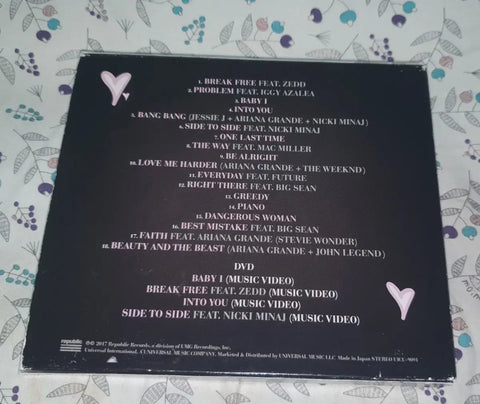 1. BREAK FREE FEAT. ZEDD
2. PROBLEM FEAT. IGGY AZALEA
3. BABY I
4. INTO YOU
5. BANG BANG (JESSIE J + ARIANA GRANDE + NICKI MINAJ)
6. SIDE TO SIDE FEAT. NICKI MINAJ
7. ONE LAST TIME
8. THE WAY FEAT. MAC MILLER
9. BE ALRIGHT
10. LOVE ME HARDER (ARIANA GRANDE + THE WEEKND)
11. EVERYDAY FEAT. FUTURE
12. RIGHT THERE FEAT. BIG SEAN
13. GREEDY
14. PIANO
15. DANGEROUS WOMAN
16. BEST MISTAKE FEAT. BIG SEAN
17. FAITH FEAT. ARIANA GRANDE (STEVIE WONDER)
18. BEAUTY AND THE BEAST (ARIANA GRANDE + JOHN LEGEND)
DVD
BABY I (MUSIC VIDEO)
BREAK FREE FEAT. ZEDD (MUSIC VIDEO)
INTO YOU (MUSIC VIDEO)
SIDE TO SIDE FEAT. NICKI MINAJ (MUSIC VIDEO)
republic
℗© 2017 Republic Records, a division of UMG Recordings, Inc.
Universal International. A UNIVERSAL MUSIC COMPANY. Marketed & Distributed by UNIVERSAL MUSIC LLC Made in Japan STEREO UICU-9091